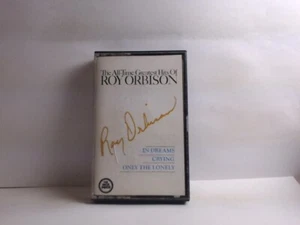 The All-Time Greatest Hits Of
ROY ORBISON
Roy Orbison
IN DREAMS
CRYING
ONLY THE LONELY